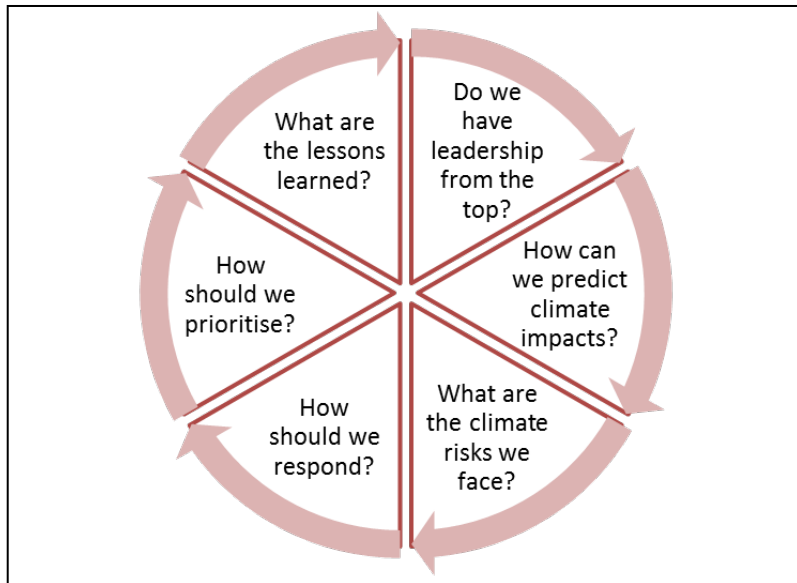 Do we
have
leadership
from the
top?
How can
we predict
climate
impacts?
What are
the climate
risks we
face?
How
should we
respond?
How
should we
prioritise?
What are
the lessons
learned?